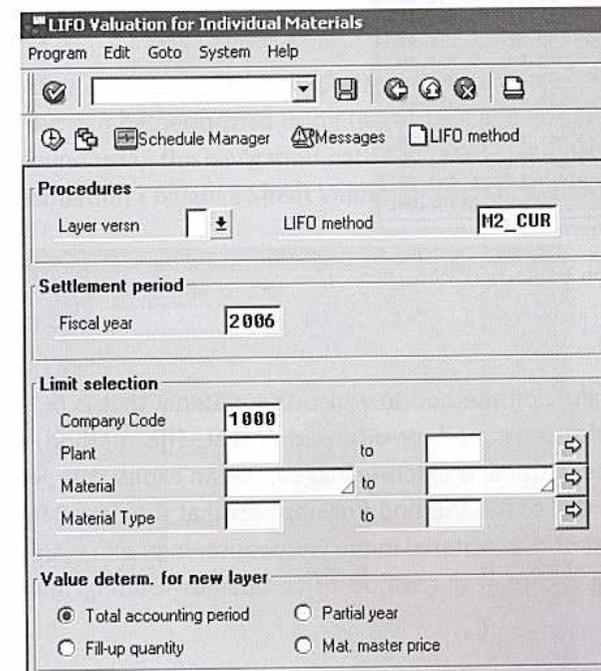 LIFO Valuation for Individual Materials
Program Edit Goto System Help
Schedule Manager Messages LIFO method
Procedures
Layer versn LIFO method M2_CUR
Settlement period
Fiscal year 2006
Limit selection
Company Code 1000
Plant to
Material to
Material Type to
Value determ. for new layer
Total accounting period Partial year
Fill-up quantity Mat. master price